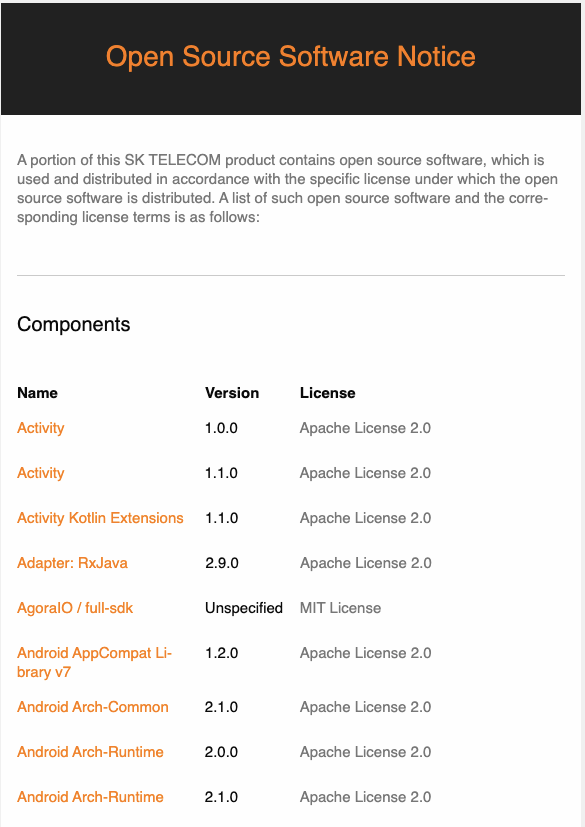 Open Source Software Notice
A portion of this SK TELECOM product contains open source software, which is
used and distributed in accordance with the specific license under which the open
source software is distributed. A list of such open source software and the corre-
sponding license terms is as follows:
Components
Name Version License
Activity 1.0.0 Apache License 2.0
Activity 1.1.0 Apache License 2.0
Activity Kotlin Extensions 1.1.0 Apache License 2.0
Adapter: RxJava 2.9.0 Apache License 2.0
AgoraIO / full-sdk Unspecified MIT License
Android AppCompat Li- 1.2.0 Apache License 2.0
brary v7
Android Arch-Common 2.1.0 Apache License 2.0
Android Arch-Runtime 2.0.0 Apache License 2.0
Android Arch-Runtime 2.1.0 Apache License 2.0